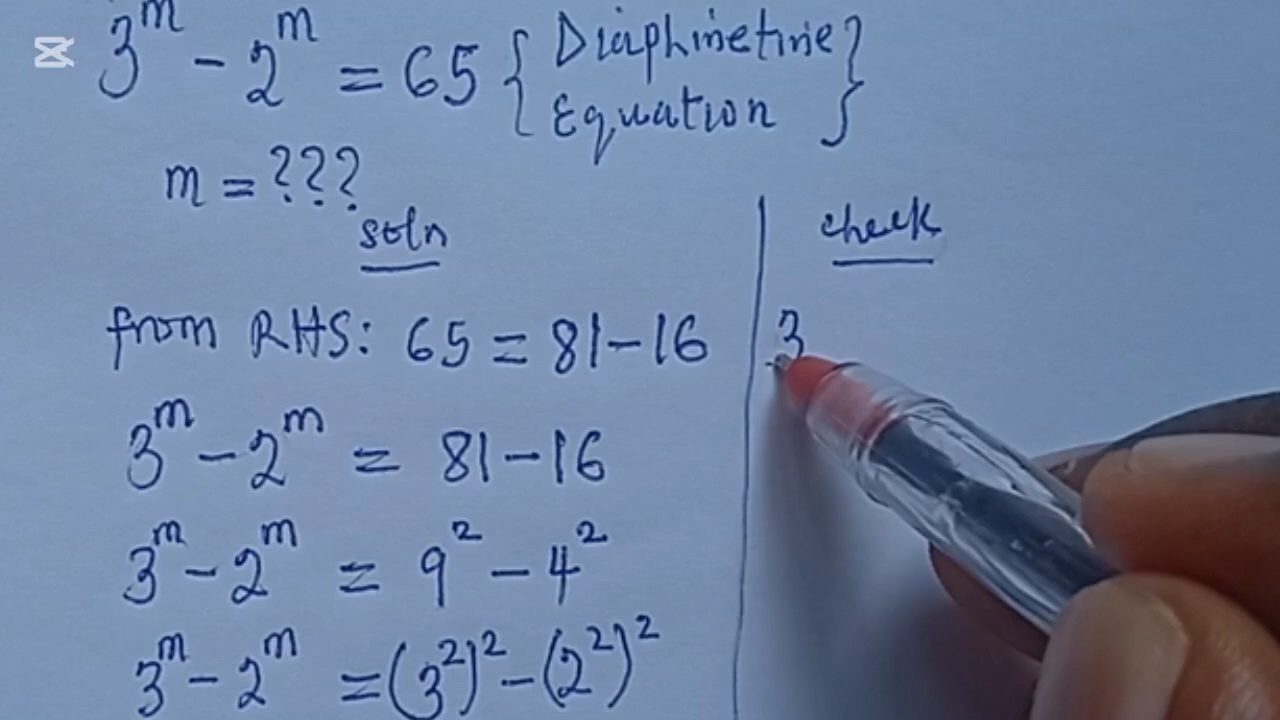 3^m - 2^m = 65 { Diaphinetine Equation }
m = ???
soln
from RHS: 65 = 81 - 16
3^m - 2^m = 81 - 16
3^m - 2^m = 9^2 - 4^2
3^m - 2^m = (3^2)^2 - (2^2)^2
check
3